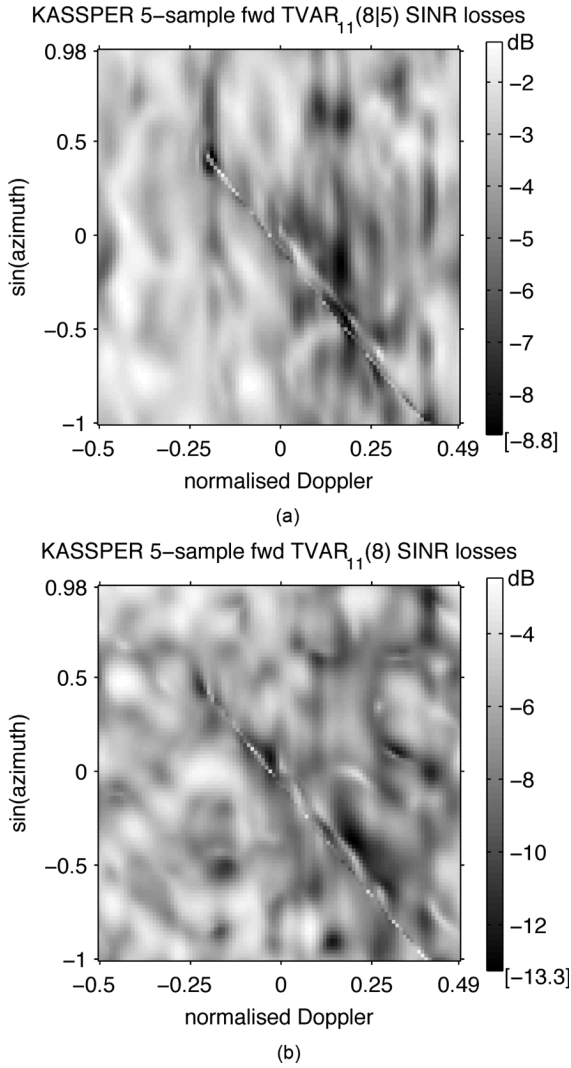 KASSPER 5−sample fwd TVAR11(8|5) SINR losses
dB
0.98
0.5
0
−0.5
−1
sin(azimuth)
−2
−3
−4
−5
−6
−7
−8
[−8.8]
−0.5 −0.25 0 0.25 0.49
normalised Doppler
(a)
KASSPER 5−sample fwd TVAR11(8) SINR losses
dB
0.98
0.5
0
−0.5
−1
sin(azimuth)
−4
−6
−8
−10
−12
[−13.3]
−0.5 −0.25 0 0.25 0.49
normalised Doppler
(b)